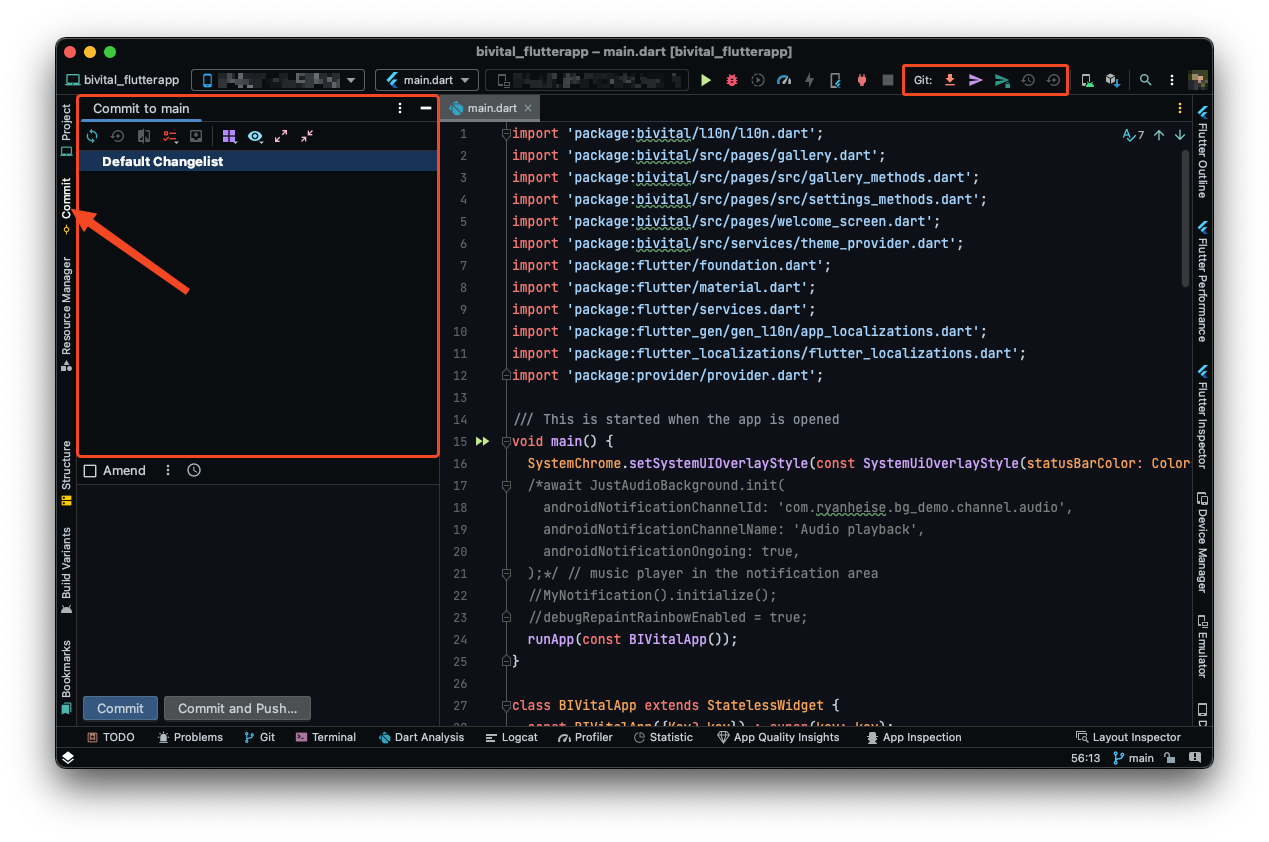 bivital_flutterapp – main.dart [bivital_flutterapp]
bivital_flutterapp
main.dart
Git:
Commit to main
main.dart
Project
Commit
Resource Manager
Structure
Build Variants
Bookmarks
Default Changelist
Amend
Commit
Commit and Push...
7
1 import 'package:bivital/l10n/l10n.dart';
2 import 'package:bivital/src/pages/gallery.dart';
3 import 'package:bivital/src/pages/src/gallery_methods.dart';
4 import 'package:bivital/src/pages/src/settings_methods.dart';
5 import 'package:bivital/src/pages/welcome_screen.dart';
6 import 'package:bivital/src/services/theme_provider.dart';
7 import 'package:flutter/foundation.dart';
8 import 'package:flutter/material.dart';
9 import 'package:flutter/services.dart';
10 import 'package:flutter_gen/gen_l10n/app_localizations.dart';
11 import 'package:flutter_localizations/flutter_localizations.dart';
12 import 'package:provider/provider.dart';
13
14 /// This is started when the app is opened
15 void main() {
16 SystemChrome.setSystemUIOverlayStyle(const SystemUiOverlayStyle(statusBarColor: Color
17 /*await JustAudioBackground.init(
18 androidNotificationChannelId: 'com.ryanheise.bg_demo.channel.audio',
19 androidNotificationChannelName: 'Audio playback',
20 androidNotificationOngoing: true,
21 );*/ // music player in the notification area
22 //MyNotification().initialize();
23 //debugRepaintRainbowEnabled = true;
24 runApp(const BIVitalApp());
25 }
26
27 class BIVitalApp extends StatelessWidget {
28 const BIVitalApp({Key? key}) : super(key: key);
Flutter Outline
Flutter Performance
Flutter Inspector
Device Manager
Emulator
TODO
Problems
Git
Terminal
Dart Analysis
Logcat
Profiler
Statistic
App Quality Insights
App Inspection
Layout Inspector
56:13
main